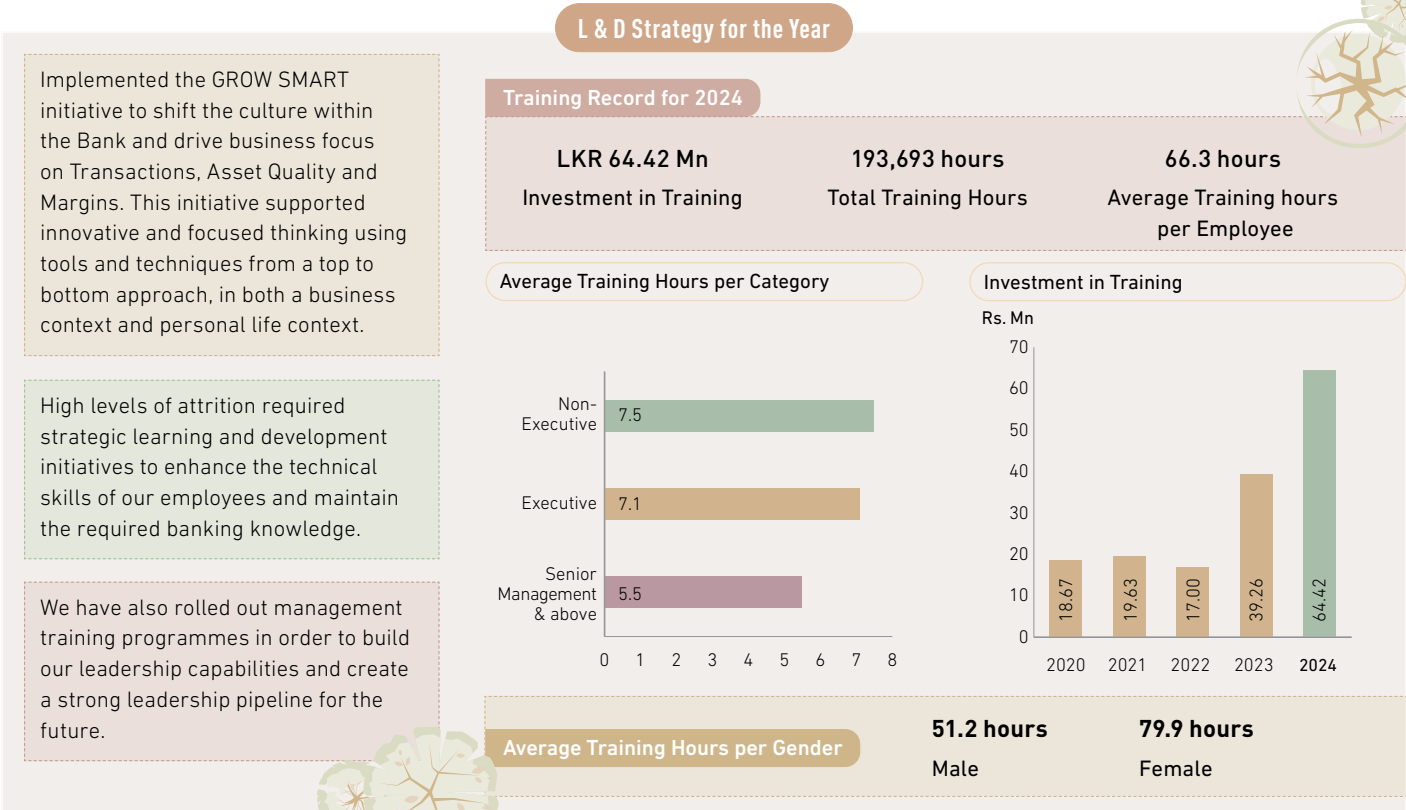 L & D Strategy for the Year
Implemented the GROW SMART
initiative to shift the culture within
the Bank and drive business focus
on Transactions, Asset Quality and
Margins. This initiative supported
innovative and focused thinking using
tools and techniques from a top to
bottom approach, in both a business
context and personal life context.
High levels of attrition required
strategic learning and development
initiatives to enhance the technical
skills of our employees and maintain
the required banking knowledge.
We have also rolled out management
training programmes in order to build
our leadership capabilities and create
a strong leadership pipeline for the
future.
Training Record for 2024
LKR 64.42 Mn
Investment in Training
193,693 hours
Total Training Hours
66.3 hours
Average Training hours
per Employee
Average Training Hours per Category
Non-
Executive
7.5
Executive
7.1
Senior
Management
& above
5.5
0 1 2 3 4 5 6 7 8
Investment in Training
Rs. Mn
70
60
50
40
30
20
10
0
18.67
19.63
17.00
39.26
64.42
2020 2021 2022 2023 2024
Average Training Hours per Gender
51.2 hours
Male
79.9 hours
Female